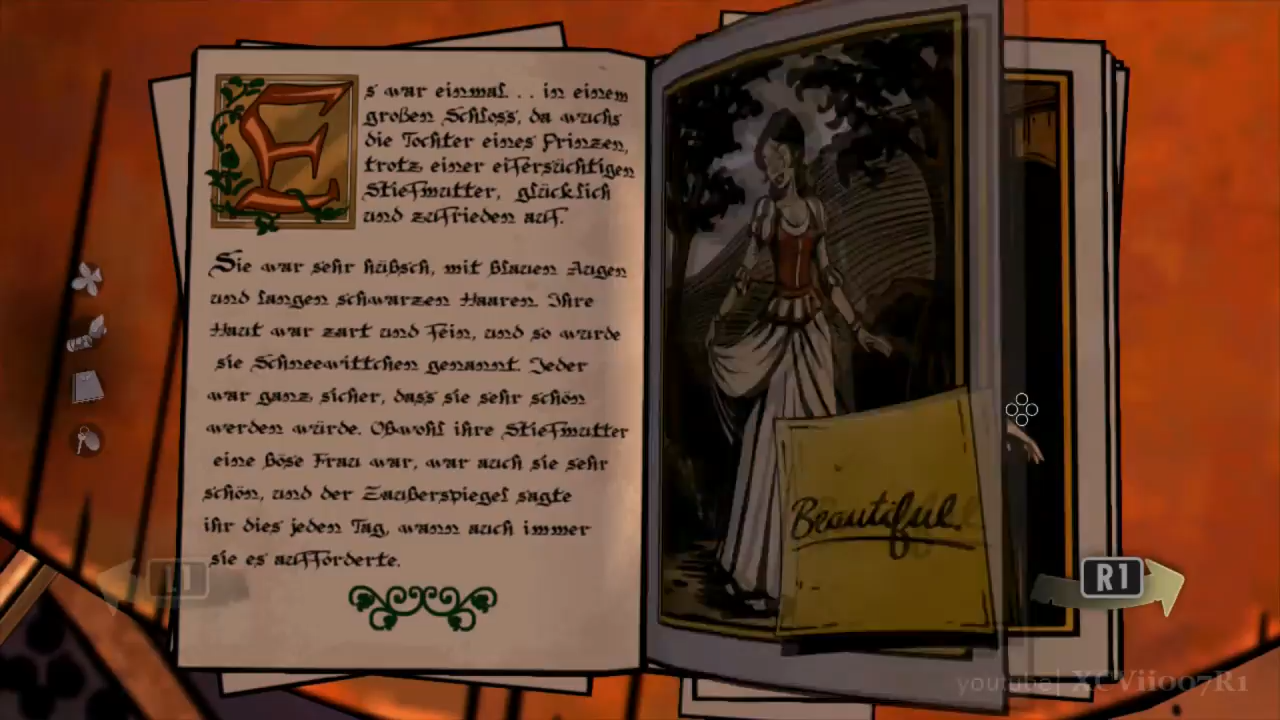 Es war einmal. . . in einem
großen Schloss, da wuchs
die Tochter eines Prinzen,
trotz einer eifersüchtigen
Stiefmutter, glücklich
und zufrieden auf.
Sie war sehr hübsch, mit blauen Augen
und langen schwarzen Haaren. Ihre
Haut war zart und fein, und so wurde
sie Schneewittchen genannt. Jeder
war ganz sicher, dass sie sehr schön
werden würde. Obwohl ihre Stiefmutter
eine böse Frau war, war auch sie sehr
schön, und der Zauberspiegel sagte
ihr dies jeden Tag, wann auch immer
sie es aufforderte.
Beautiful.
L1
R1
youtube| XCVii007R1